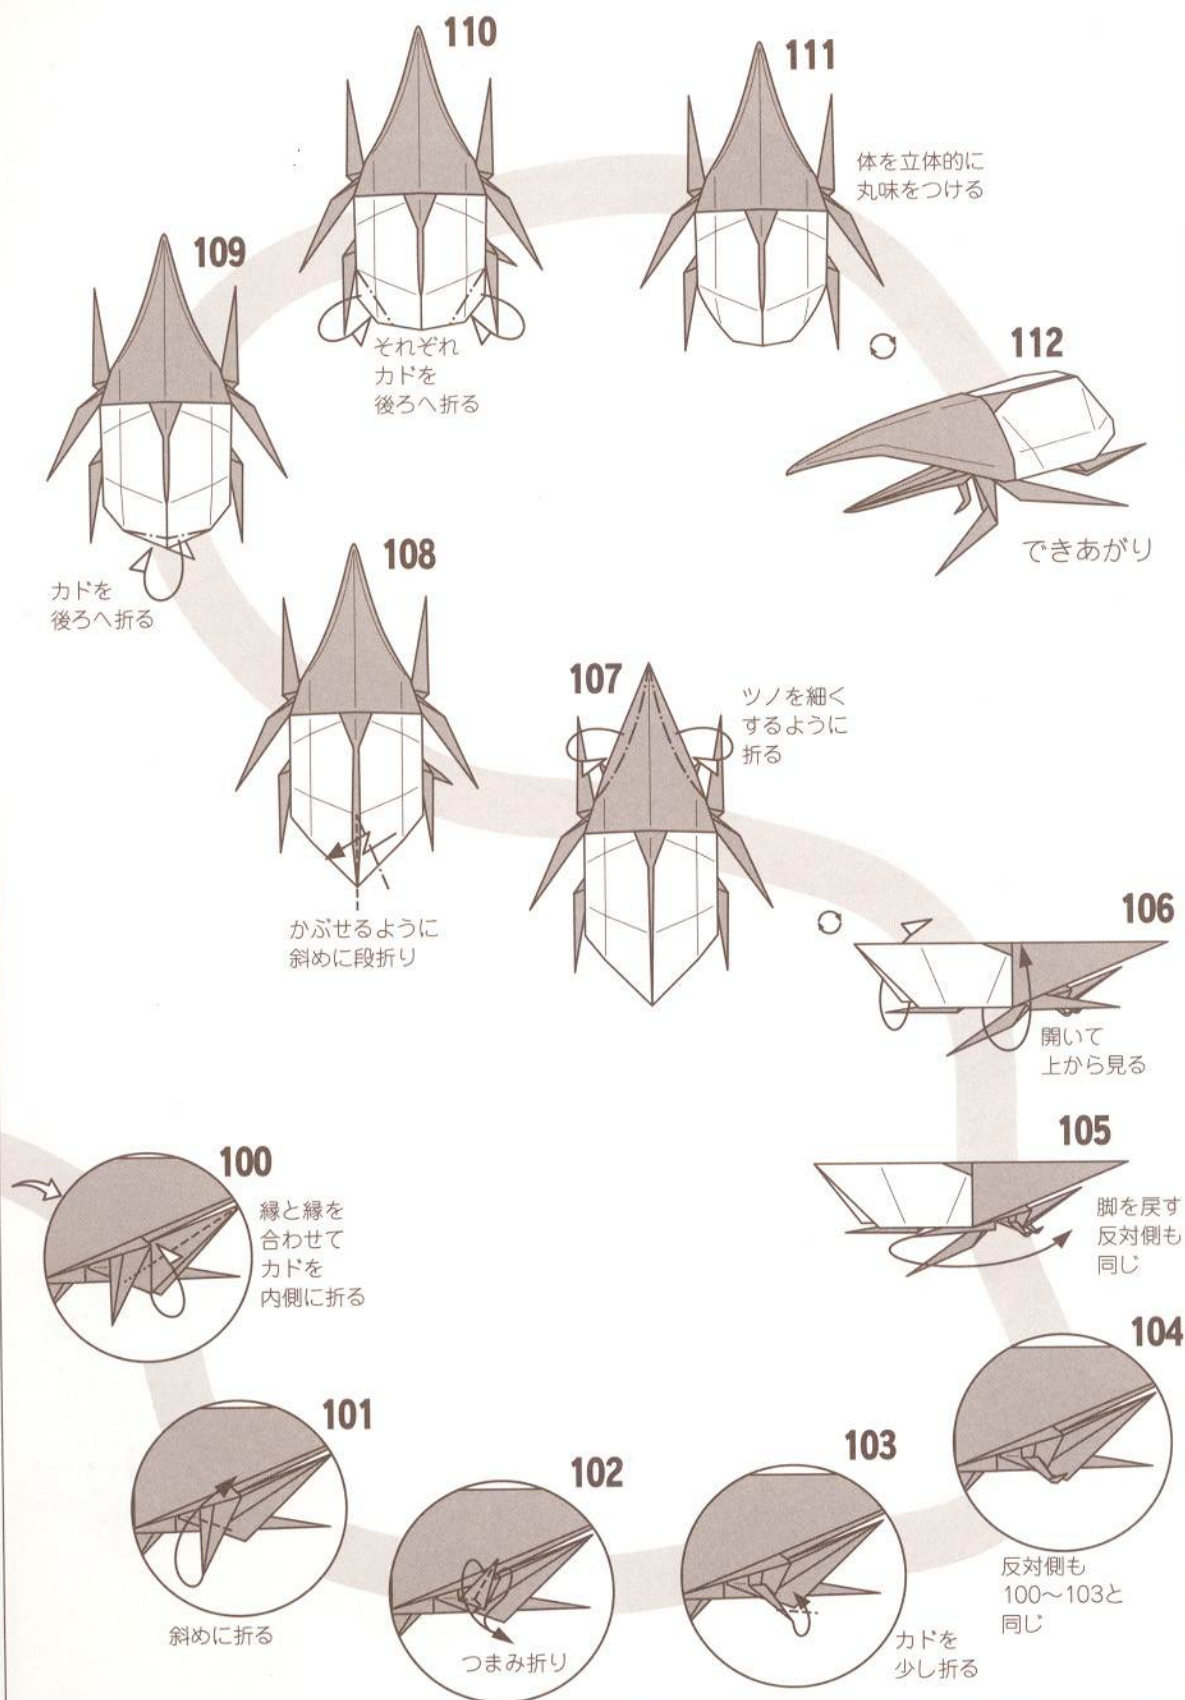 100
縁と縁を
合わせて
カドを
内側に折る
101
斜めに折る
102
つまみ折り
103
カドを
少し折る
104
反対側も
100〜103と
同じ
105
脚を戻す
反対側も
同じ
106
開いて
上から見る
107
ツノを細く
するように
折る
108
かぶせるように
斜めに段折り
109
カドを
後ろへ折る
110
それぞれ
カドを
後ろへ折る
111
体を立体的に
丸味をつける
112
できあがり